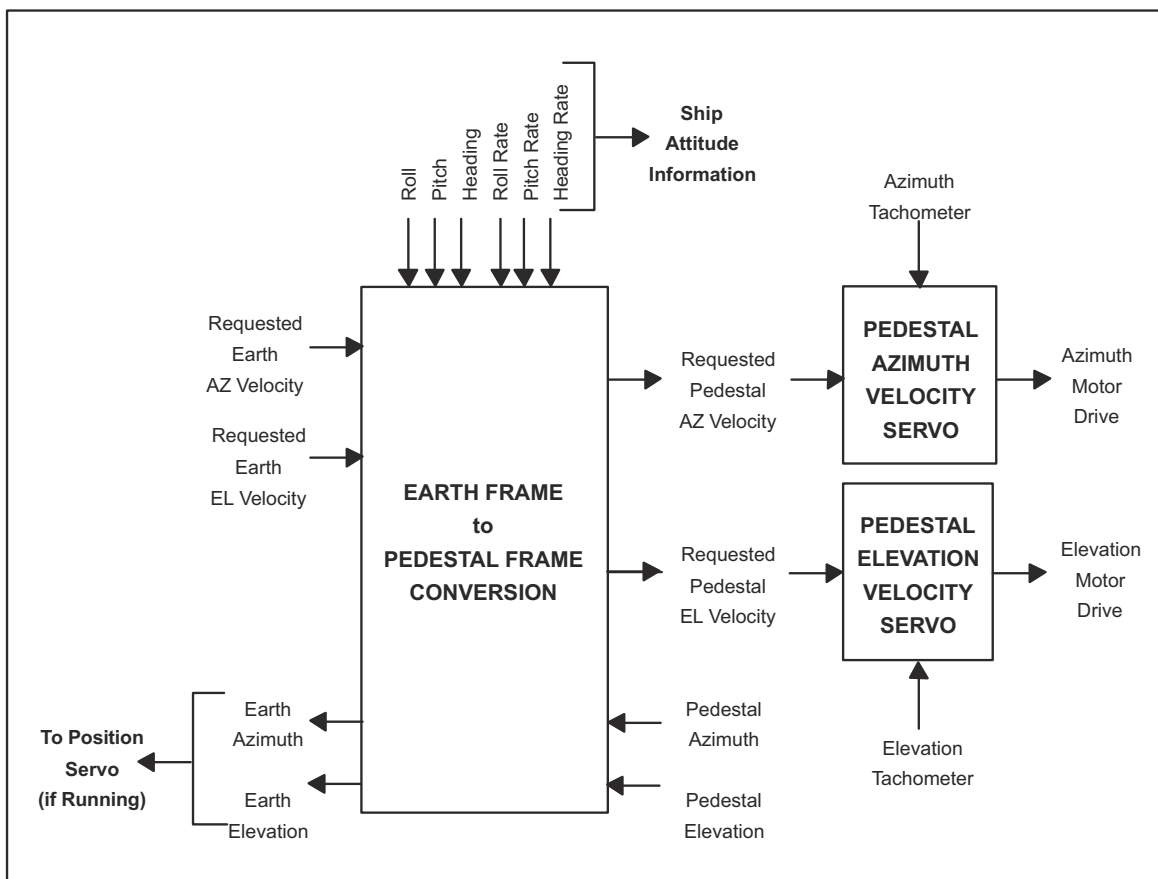 Roll
Pitch
Heading
Roll Rate
Pitch Rate
Heading Rate
Ship
Attitude
Information
Azimuth
Tachometer
Requested
Earth
AZ Velocity
Requested
Earth
EL Velocity
EARTH FRAME
to
PEDESTAL FRAME
CONVERSION
Requested
Pedestal
AZ Velocity
PEDESTAL
AZIMUTH
VELOCITY
SERVO
Azimuth
Motor
Drive
Requested
Pedestal
EL Velocity
PEDESTAL
ELEVATION
VELOCITY
SERVO
Elevation
Motor
Drive
To Position
Servo
(if Running)
Earth
Azimuth
Earth
Elevation
Pedestal
Azimuth
Pedestal
Elevation
Elevation
Tachometer